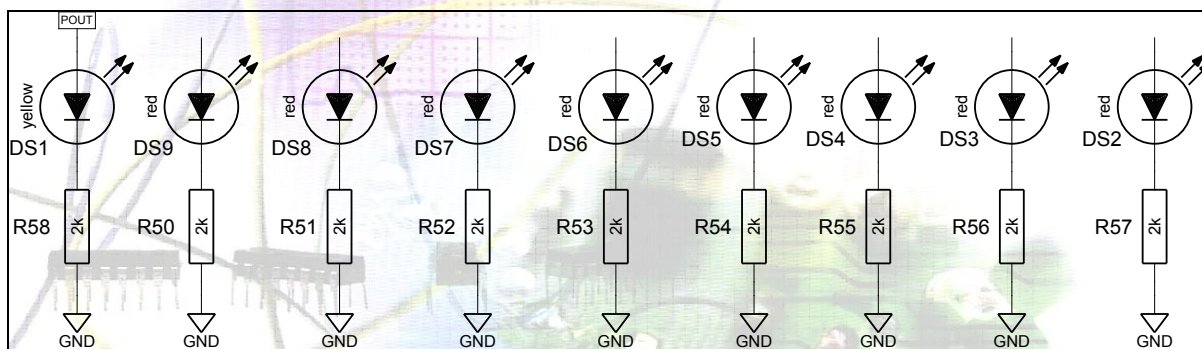 POUT
yellow red red red red red red red red
DS1 DS9 DS8 DS7 DS6 DS5 DS4 DS3 DS2
R58 2k R50 2k R51 2k R52 2k R53 2k R54 2k R55 2k R56 2k R57 2k
GND GND GND GND GND GND GND GND GND